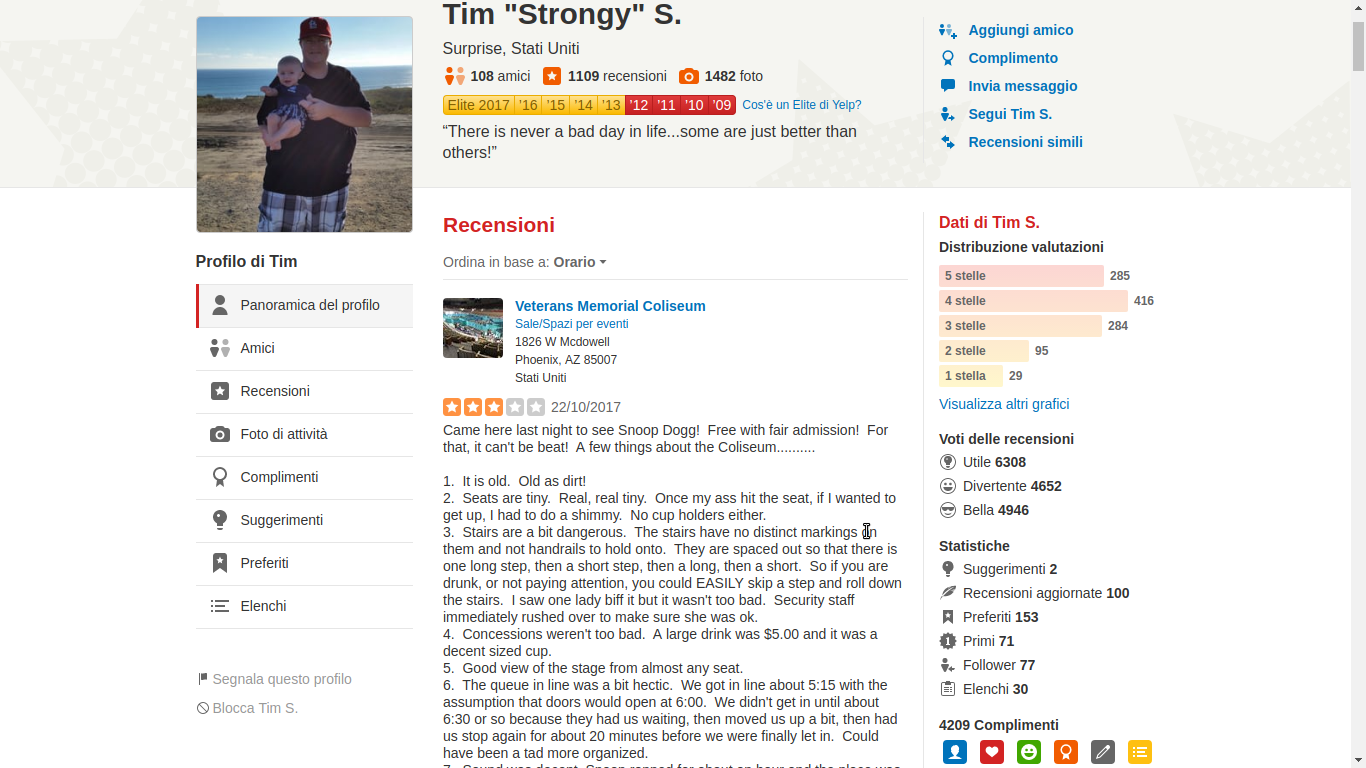 Tim "Strongy" S.
Surprise, Stati Uniti
108 amici 1109 recensioni 1482 foto
Elite 2017 '16 '15 '14 '13 '12 '11 '10 '09 Cos'è un Elite di Yelp?
“There is never a bad day in life...some are just better than
others!”
Aggiungi amico
Complimento
Invia messaggio
Segui Tim S.
Recensioni simili
Profilo di Tim
Panoramica del profilo
Amici
Recensioni
Foto di attività
Complimenti
Suggerimenti
Preferiti
Elenchi
Segnala questo profilo
Blocca Tim S.
Recensioni
Ordina in base a: Orario
Veterans Memorial Coliseum
Sale/Spazi per eventi
1826 W Mcdowell
Phoenix, AZ 85007
Stati Uniti
22/10/2017
Came here last night to see Snoop Dogg!  Free with fair admission!  For
that, it can't be beat!  A few things about the Coliseum..........
1.  It is old.  Old as dirt!
2.  Seats are tiny.  Real, real tiny.  Once my ass hit the seat, if I wanted to
get up, I had to do a shimmy.  No cup holders either.
3.  Stairs are a bit dangerous.  The stairs have no distinct markings on
them and not handrails to hold onto.  They are spaced out so that there is
one long step, then a short step, then a long, then a short.  So if you are
drunk, or not paying attention, you could EASILY skip a step and roll down
the stairs.  I saw one lady biff it but it wasn't too bad.  Security staff
immediately rushed over to make sure she was ok.
4.  Concessions weren't too bad.  A large drink was $5.00 and it was a
decent sized cup.
5.  Good view of the stage from almost any seat.
6.  The queue in line was a bit hectic.  We got in line about 5:15 with the
assumption that doors would open at 6:00.  We didn't get in until about
6:30 or so because they had us waiting, then moved us up a bit, then had
us stop again for about 20 minutes before we were finally let in.  Could
have been a tad more organized.
7.  Sound was decent.  Snoop rapped for about an hour and the place was
Dati di Tim S.
Distribuzione valutazioni
5 stelle 285
4 stelle 416
3 stelle 284
2 stelle 95
1 stella 29
Visualizza altri grafici
Voti delle recensioni
Utile 6308
Divertente 4652
Bella 4946
Statistiche
Suggerimenti 2
Recensioni aggiornate 100
Preferiti 153
Primi 71
Follower 77
Elenchi 30
4209 Complimenti